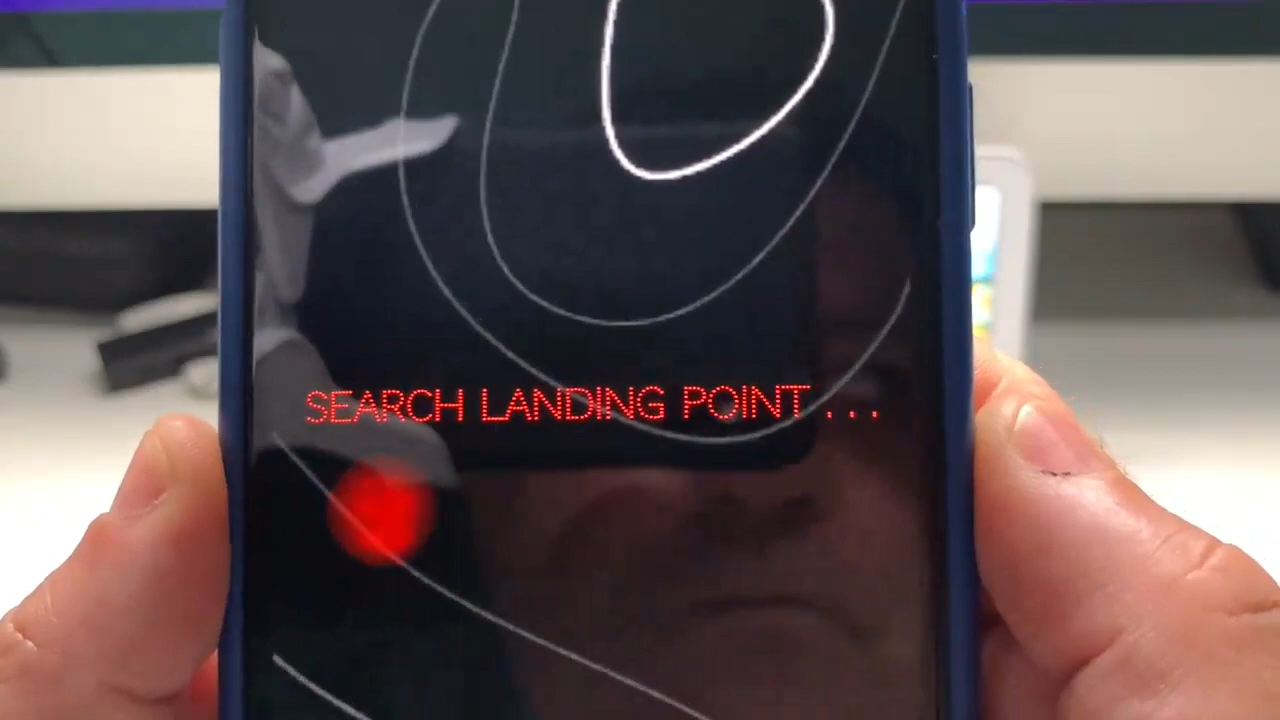 SEARCH LANDING POINT . . .